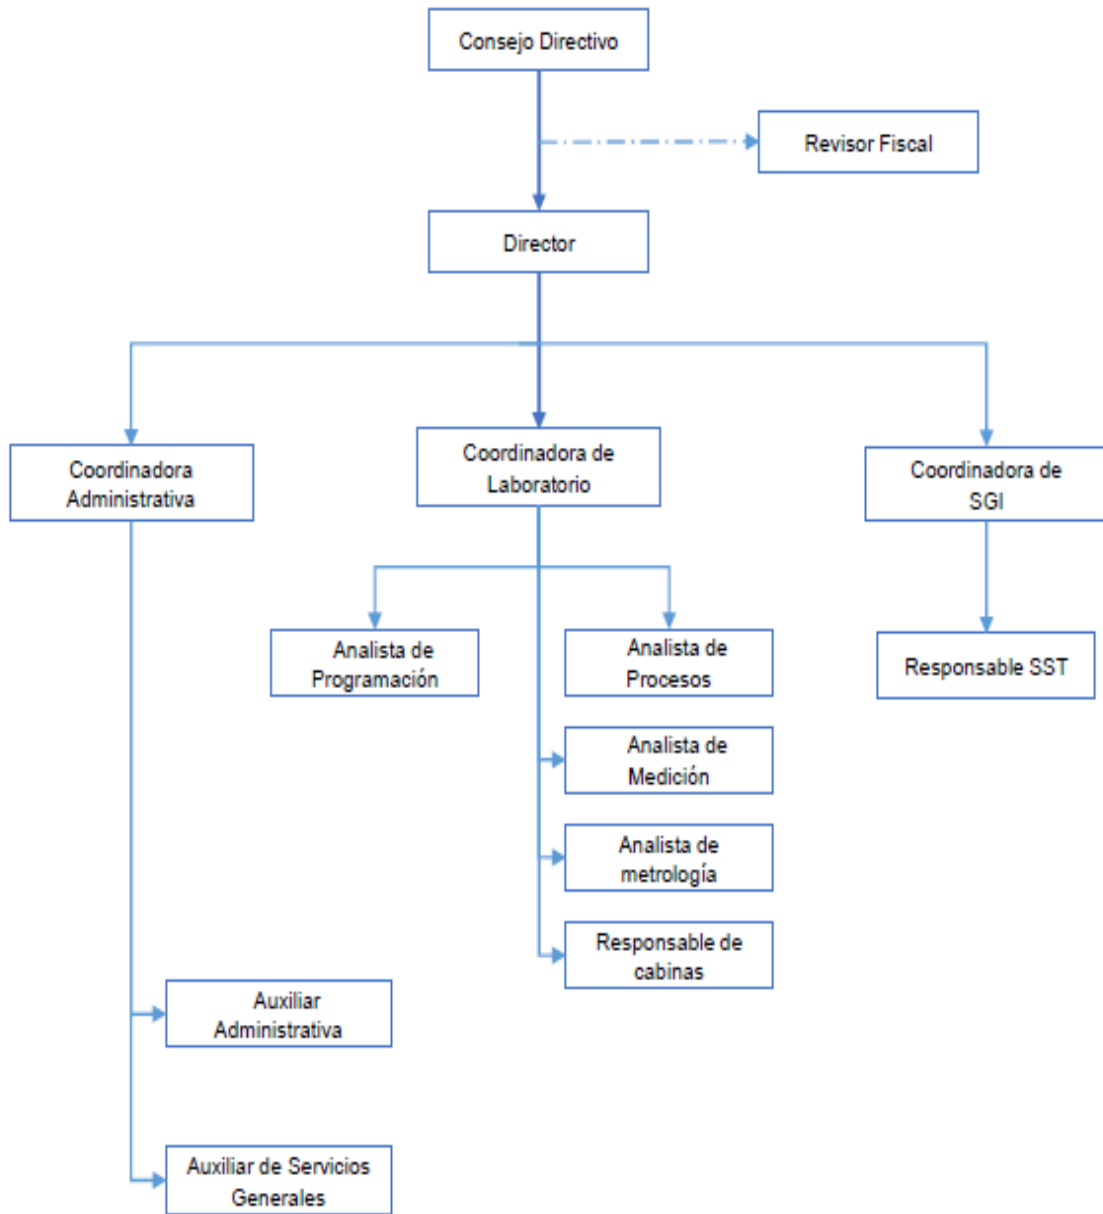 Consejo Directivo
Revisor Fiscal
Director
Coordinadora
Administrativa
Coordinadora de
Laboratorio
Coordinadora de
SGI
Analista de
Programación
Analista de
Procesos
Responsable SST
Analista de
Medición
Analista de
metrología
Responsable de
cabinas
Auxiliar
Administrativa
Auxiliar de Servicios
Generales